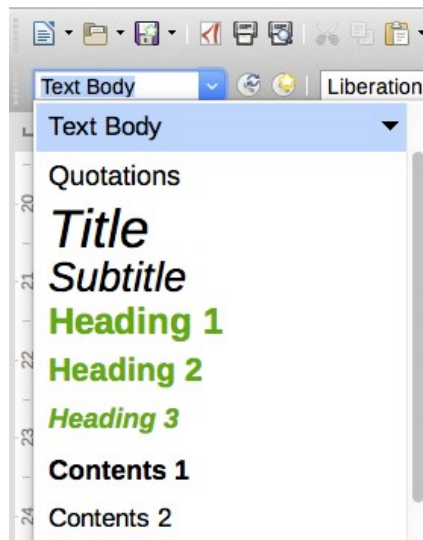 Text Body
Liberation
Text Body
Quotations
Title
Subtitle
Heading 1
Heading 2
Heading 3
Contents 1
Contents 2
20
21
22
23
24